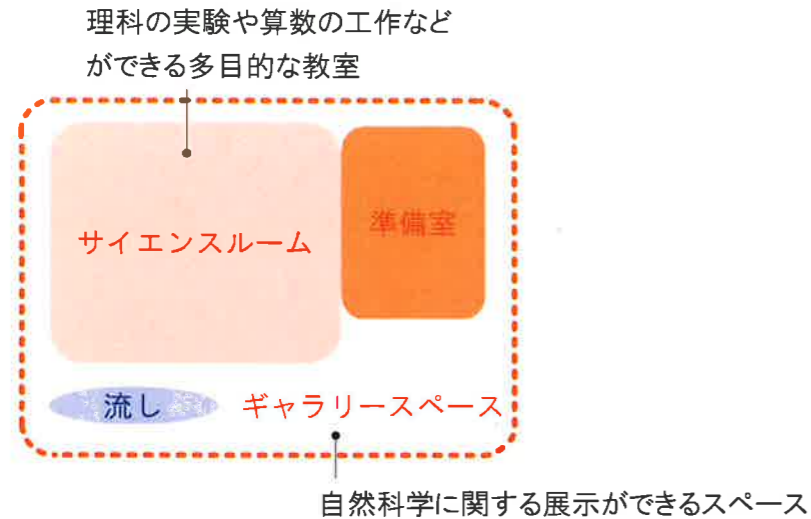 理科の実験や算数の工作など
ができる多目的な教室
サイエンスルーム
準備室
流し
ギャラリースペース
自然科学に関する展示ができるスペース